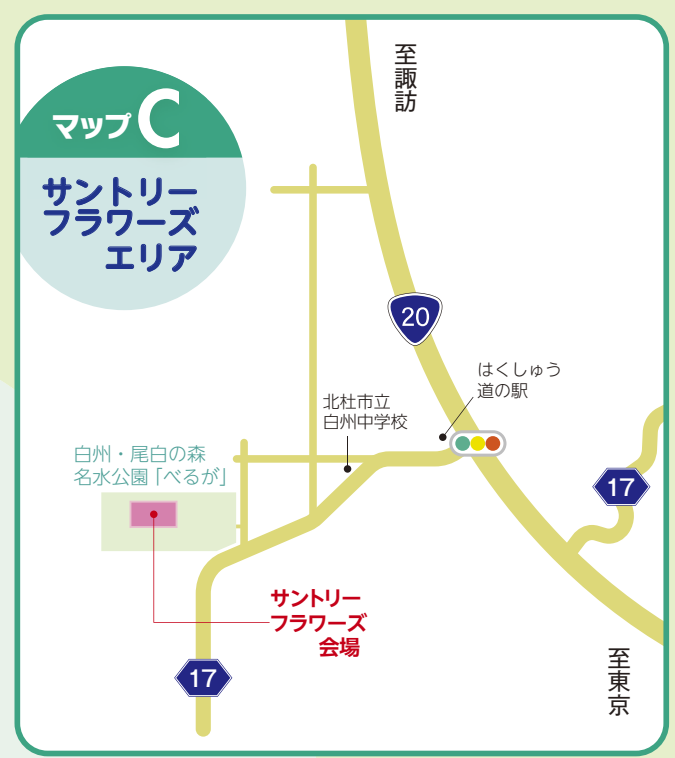 マップC
サントリー
フラワーズ
エリア
至諏訪
20
はくしゅう
道の駅
北杜市立
白州中学校
白州・尾白の森
名水公園「べるが」
17
サントリー
フラワーズ
会場
17
至東京